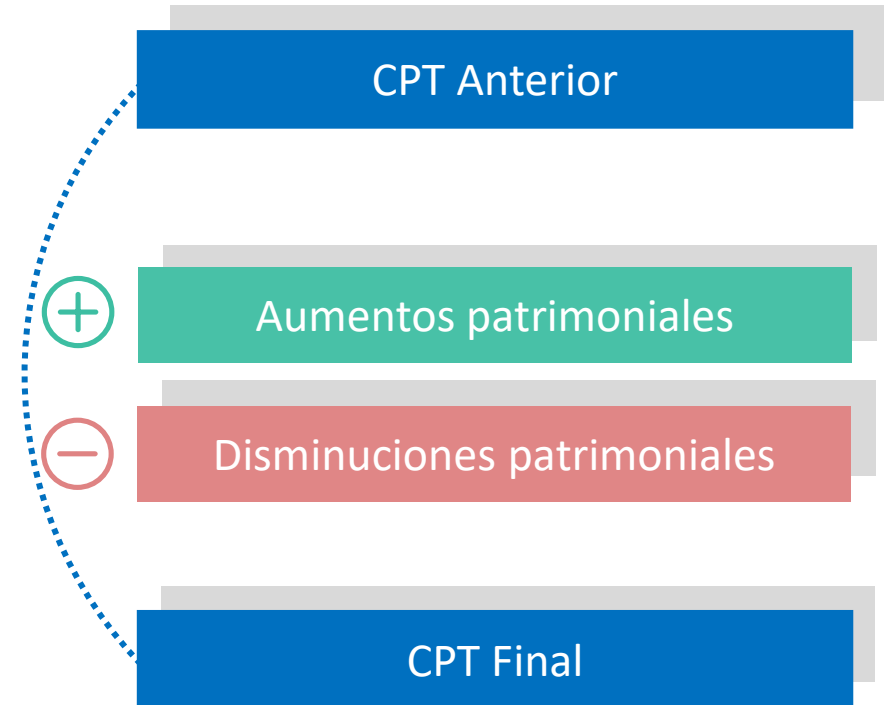 CPT Anterior
Aumentos patrimoniales
Disminuciones patrimoniales
CPT Final